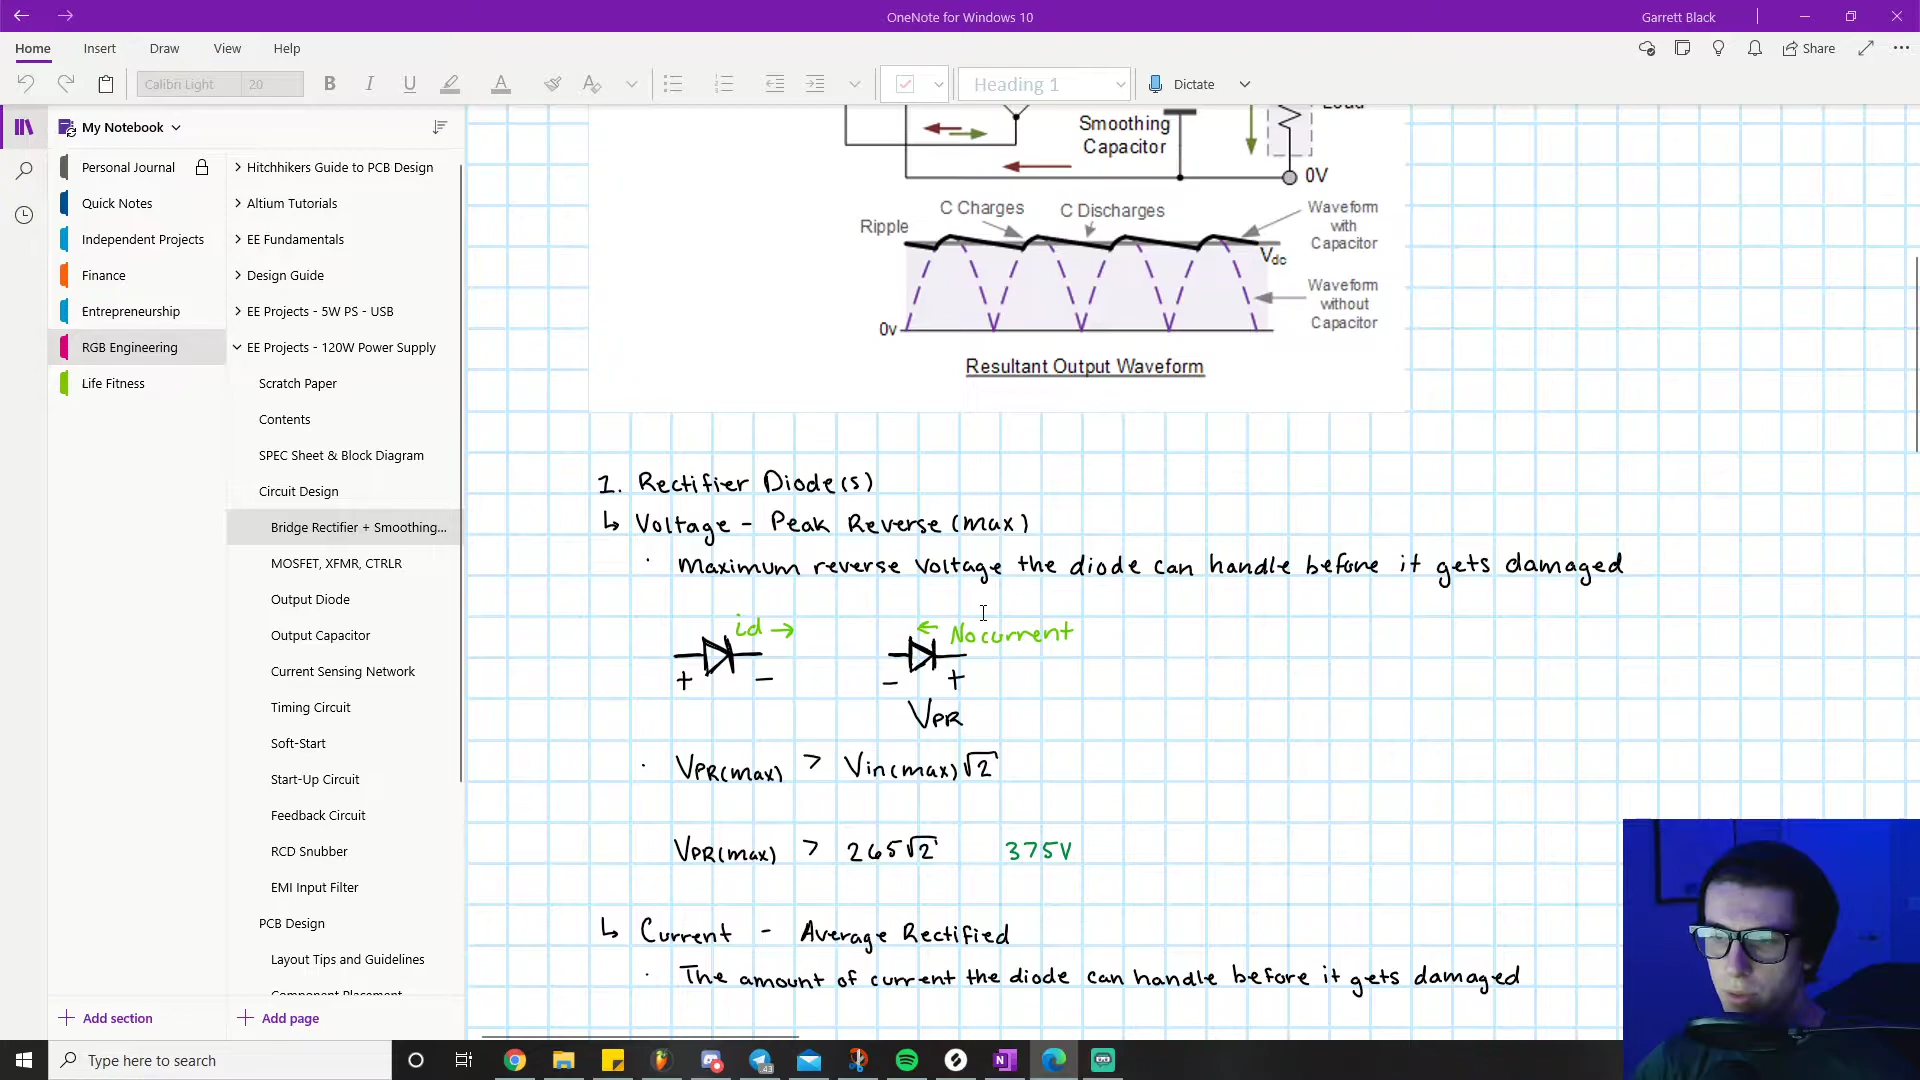 OneNote for Windows 10
Garrett Black
Home
Insert
Draw
View
Help
Share
Calibri Light
20
B
I
U
A
Heading 1
Dictate
My Notebook
Personal Journal
Quick Notes
Independent Projects
Finance
Entrepreneurship
RGB Engineering
Life Fitness
Add section
Hitchhikers Guide to PCB Design
Altium Tutorials
EE Fundamentals
Design Guide
EE Projects - 5W PS - USB
EE Projects - 120W Power Supply
Scratch Paper
Contents
SPEC Sheet & Block Diagram
Circuit Design
Bridge Rectifier + Smoothing...
MOSFET, XFMR, CTRLR
Output Diode
Output Capacitor
Current Sensing Network
Timing Circuit
Soft-Start
Start-Up Circuit
Feedback Circuit
RCD Snubber
EMI Input Filter
PCB Design
Layout Tips and Guidelines
Component Placement
Add page
Load
Smoothing
Capacitor
0V
Ripple
C Charges
C Discharges
Waveform
with
Capacitor
Vdc
Waveform
without
Capacitor
0v
Resultant Output Waveform
1. Rectifier Diode(s)
↳ Voltage - Peak Reverse (max)
· Maximum reverse voltage the diode can handle before it gets damaged
id →
← No current
+ −
− +
VPR
· VPR(max) > Vin(max)√2
VPR(max) > 265√2 375V
↳ Current - Average Rectified
· The amount of current the diode can handle before it gets damaged
Type here to search
43